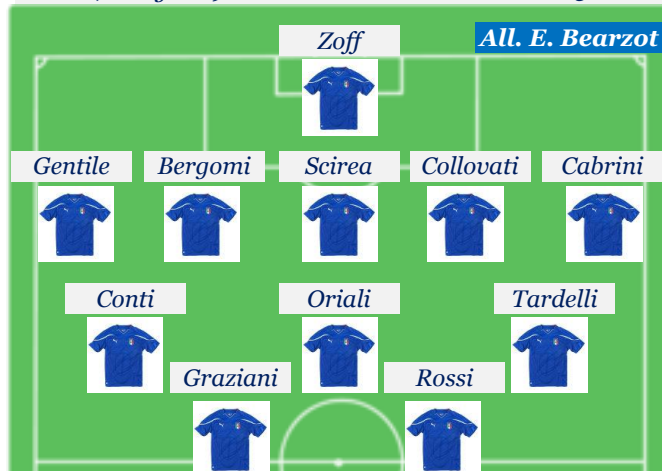 Zoff
All. E. Bearzot
Gentile
Bergomi
Scirea
Collovati
Cabrini
Conti
Oriali
Tardelli
Graziani
Rossi